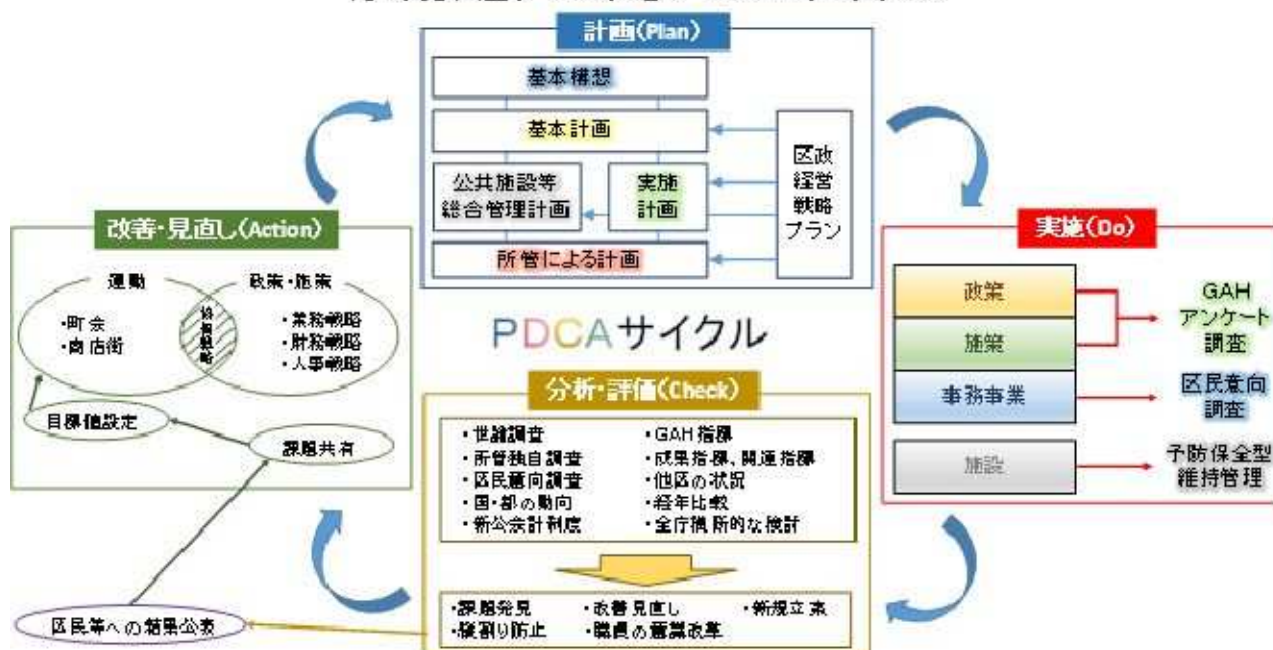 計画(Plan)
基本構想
基本計画
公共施設等
総合管理計画
実施
計画
所管による計画
区政
経営
戦略
プラン
改善・見直し(Action)
運動
・町会
・商店街
協働戦略
政策・施策
・業務戦略
・財務戦略
・人事戦略
目標値設定
課題共有
PDCAサイクル
実施(Do)
政策
施策
事務事業
施設
GAH
アンケート
調査
区民意向
調査
予防保全型
維持管理
分析・評価(Check)
・世論調査
・所管独自調査
・区民意向調査
・国・都の動向
・新公会計制度
・GAH指標
・成果指標、関連指標
・他区の状況
・経年比較
・全庁横断的な検討
・課題発見
・改善見直し
・新規立案
・縦割り防止
・職員の意識改革
区民等への結果公表